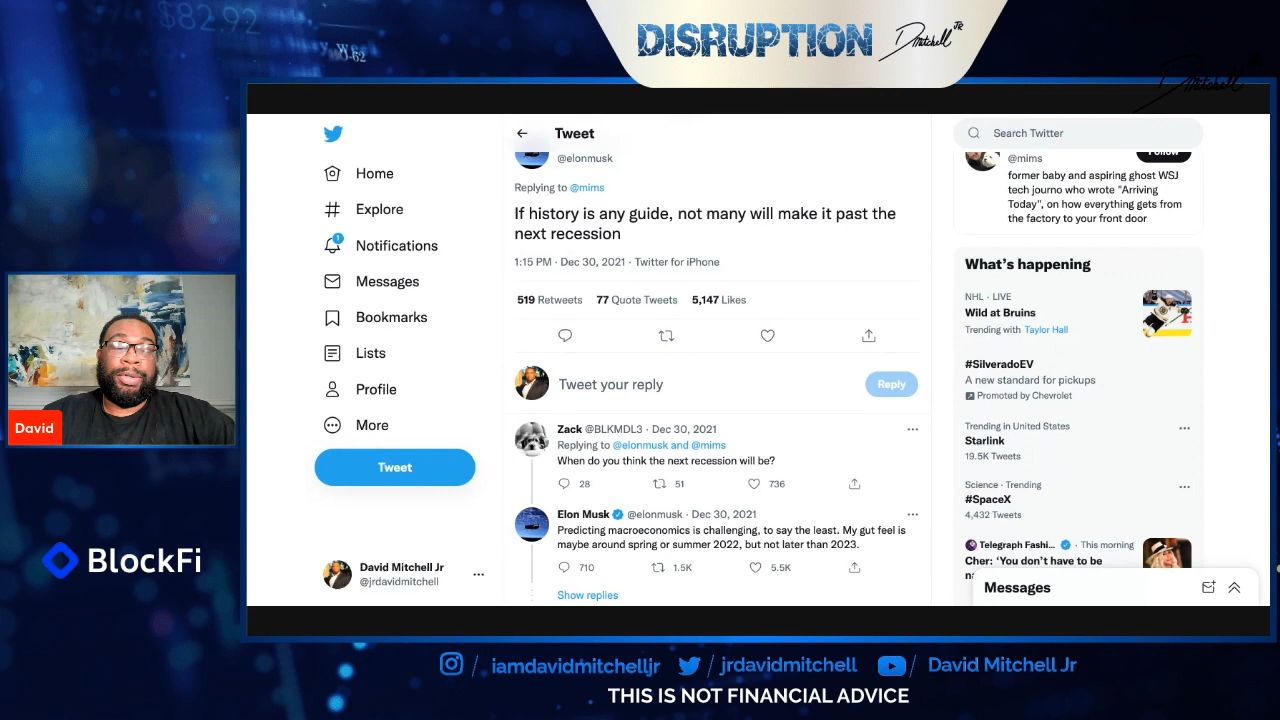 $82.92
DISRUPTION
DMitchell JR
DMitchell
Tweet
Search Twitter
@elonmusk
@mims
Follow
Home
Replying to @mims
former baby and aspiring ghost WSJ
tech journo who wrote "Arriving
Today", on how everything gets from
the factory to your front door
Explore
If history is any guide, not many will make it past the
next recession
1
Notifications
1:15 PM · Dec 30, 2021 · Twitter for iPhone
What's happening
Messages
519 Retweets 77 Quote Tweets 5,147 Likes
NHL · LIVE
Wild at Bruins
Trending with Taylor Hall
Bookmarks
Lists
#SilveradoEV
A new standard for pickups
Promoted by Chevrolet
Profile
Tweet your reply
Reply
More
David
Zack @BLKMDL3 · Dec 30, 2021
Replying to @elonmusk and @mims
When do you think the next recession will be?
28 51 736
Trending in United States
Starlink
19.5K Tweets
Tweet
Science · Trending
#SpaceX
4,432 Tweets
Elon Musk @elonmusk · Dec 30, 2021
Predicting macroeconomics is challenging, to say the least. My gut feel is
maybe around spring or summer 2022, but not later than 2023.
710 1.5K 5.5K
Show replies
Telegraph Fashi... · This morning
Cher: 'You don't have to be
BlockFi
David Mitchell Jr
@jrdavidmitchell
Messages
/ iamdavidmitchelljr / jrdavidmitchell / David Mitchell Jr
THIS IS NOT FINANCIAL ADVICE